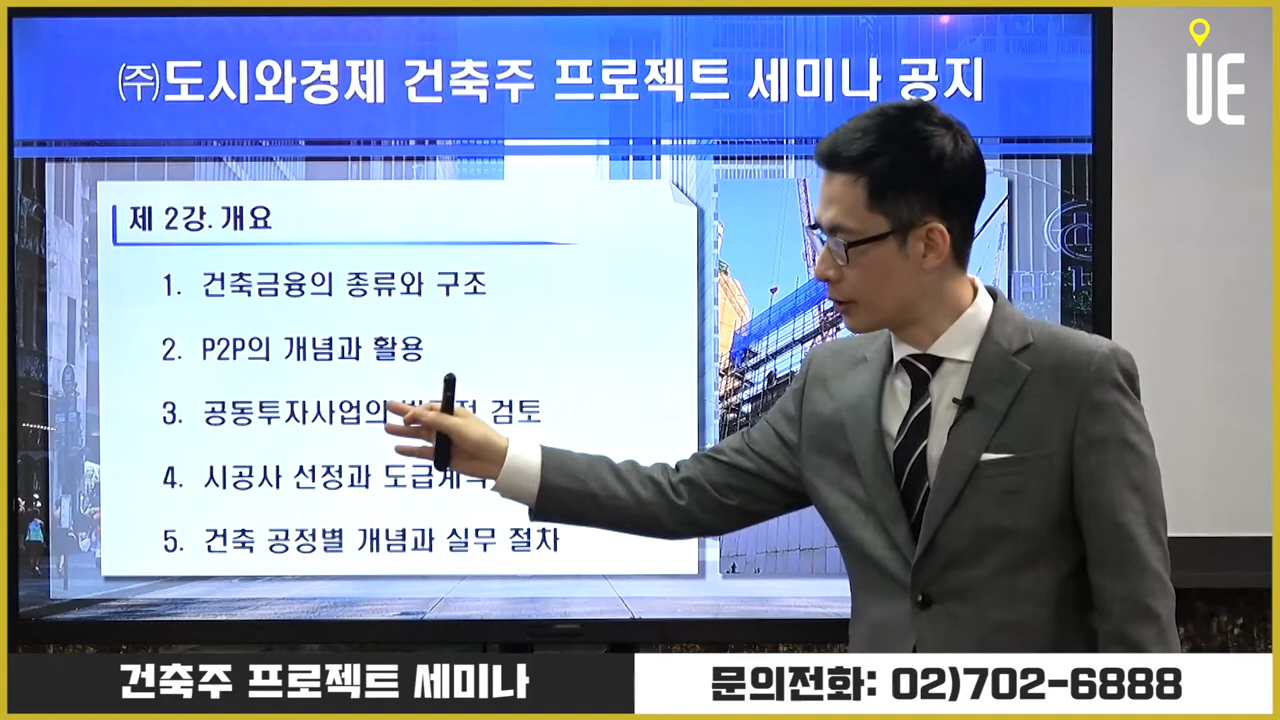 ㈜도시와경제 건축주 프로젝트 세미나 공지
UE
제 2강. 개요
1. 건축금융의 종류와 구조
2. P2P의 개념과 활용
3. 공동투자사업의 검토
4. 시공사 선정과 도급계약
5. 건축 공정별 개념과 실무 절차
건축주 프로젝트 세미나
문의전화: 02)702-6888